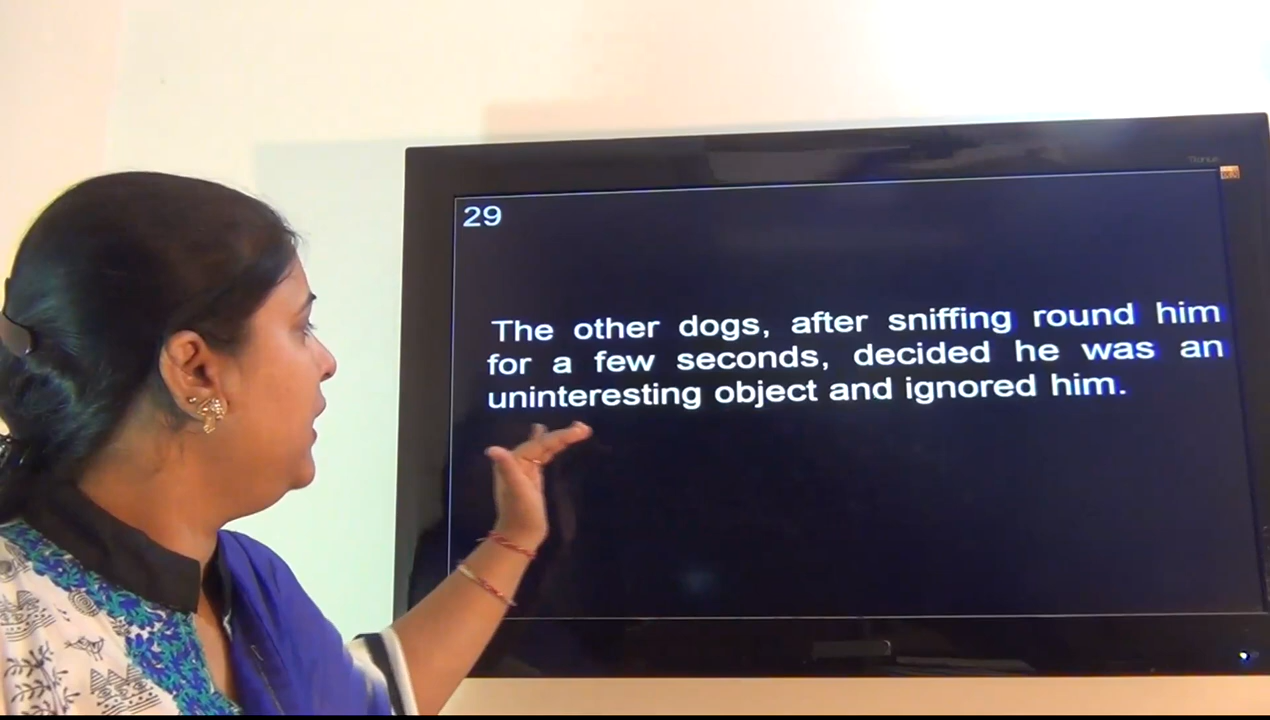 29
The other dogs, after sniffing round him
for a few seconds, decided he was an
uninteresting object and ignored him.